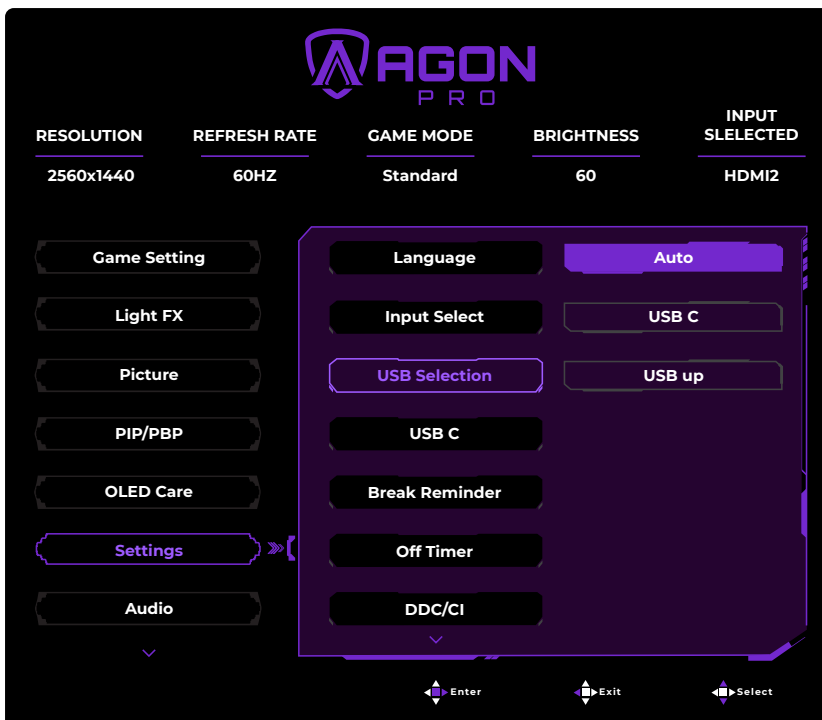 AGON
PRO
RESOLUTION
REFRESH RATE
GAME MODE
BRIGHTNESS
INPUT
SLELECTED
2560x1440
60HZ
Standard
60
HDMI2
Game Setting
Light FX
Picture
PIP/PBP
OLED Care
Settings
Audio
Language
Input Select
USB Selection
USB C
Break Reminder
Off Timer
DDC/CI
Auto
USB C
USB up
Enter
Exit
Select